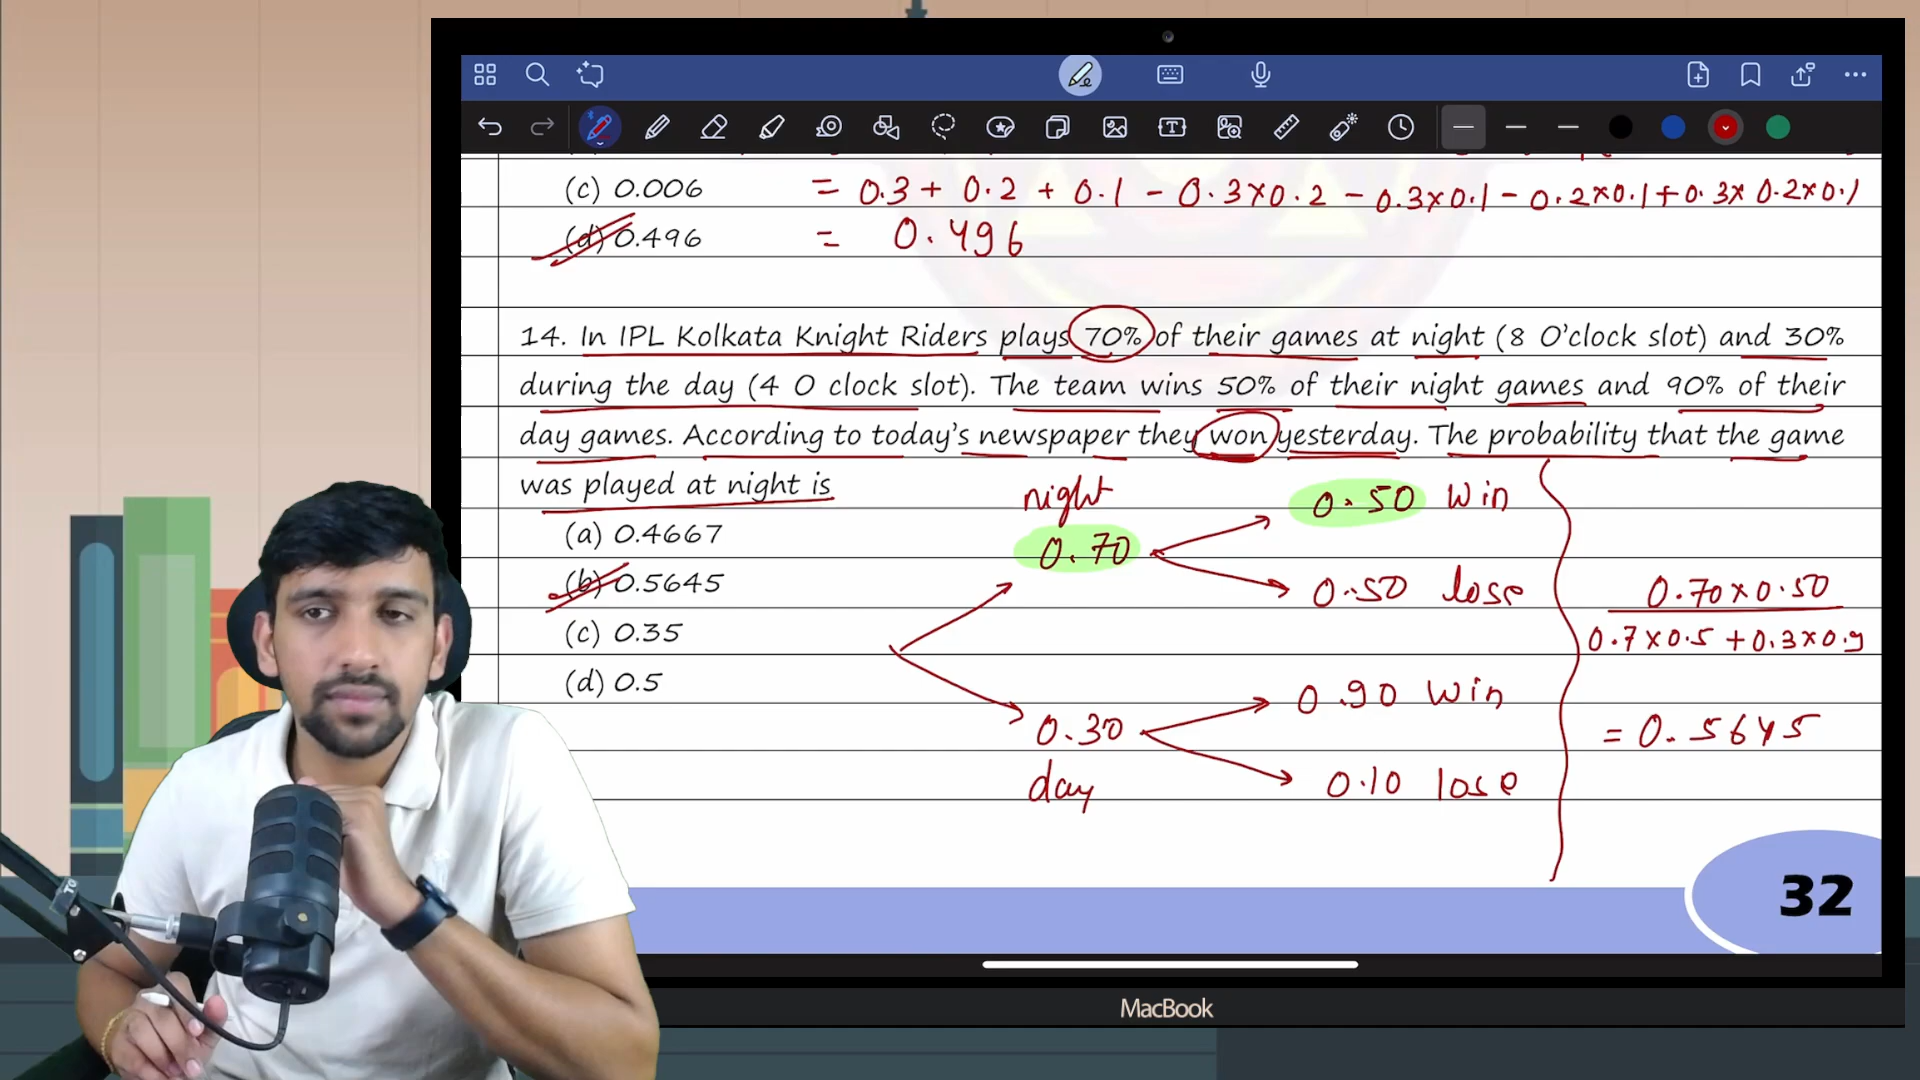 (c) 0.006 = 0.3 + 0.2 + 0.1 - 0.3×0.2 - 0.3×0.1 - 0.2×0.1 + 0.3× 0.2×0.1
(d) 0.496 = 0.496
14. In IPL Kolkata Knight Riders plays 70% of their games at night (8 O'clock slot) and 30%
during the day (4 O clock slot). The team wins 50% of their night games and 90% of their
day games. According to today's newspaper they won yesterday. The probability that the game
was played at night is
(a) 0.4667
(b) 0.5645
(c) 0.35
(d) 0.5
night
0.70
0.50 win
0.50 lose
0.30
day
0.90 win
0.10 lose
0.70×0.50
0.7×0.5 + 0.3×0.9
= 0.5645
32
MacBook